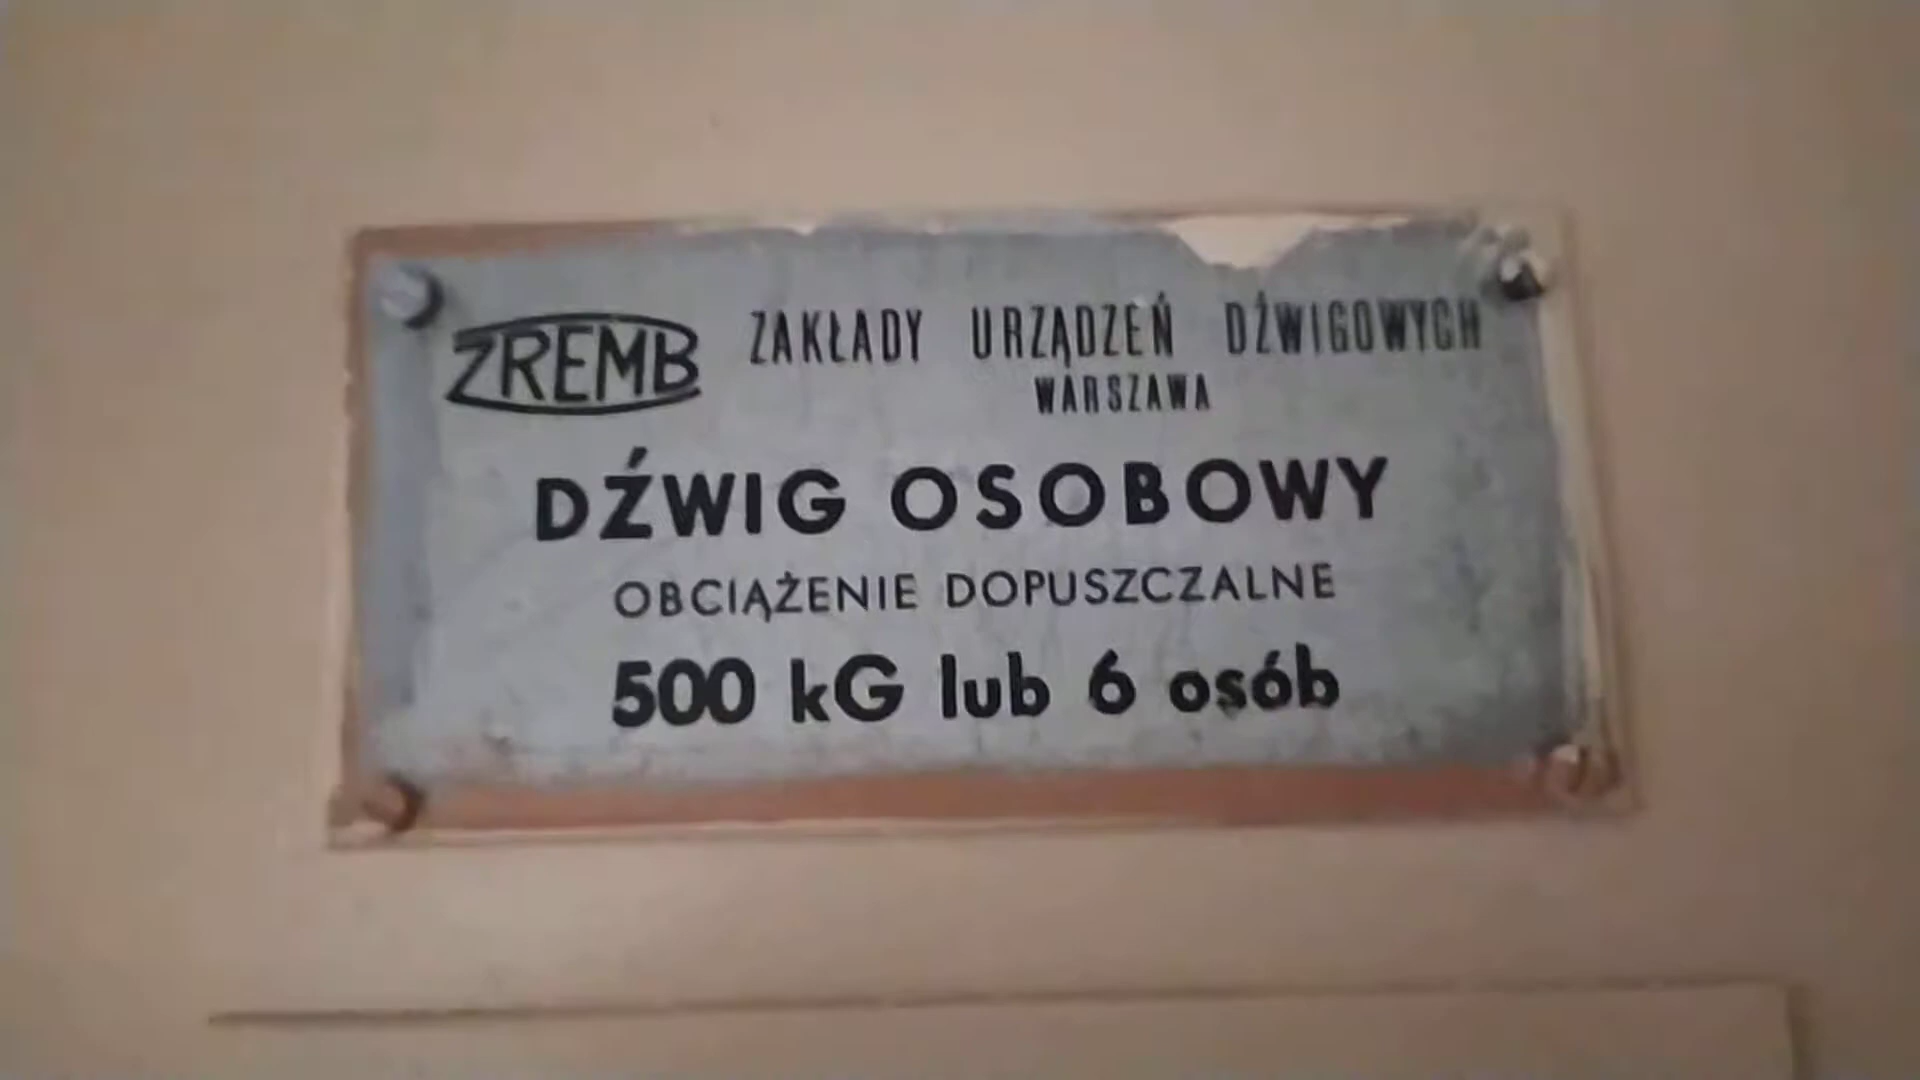 ZREMB ZAKŁADY URZĄDZEŃ DŹWIGOWYCH
WARSZAWA
DŹWIG OSOBOWY
OBCIĄŻENIE DOPUSZCZALNE
500 kG lub 6 osób